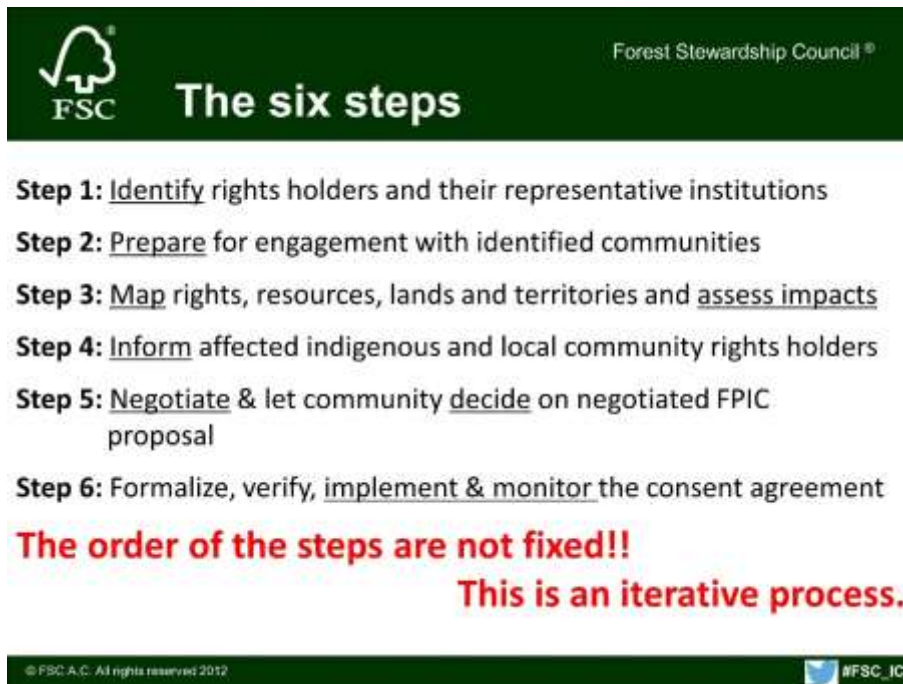 Forest Stewardship Council ®
FSC
The six steps
Step 1: Identify rights holders and their representative institutions
Step 2: Prepare for engagement with identified communities
Step 3: Map rights, resources, lands and territories and assess impacts
Step 4: Inform affected indigenous and local community rights holders
Step 5: Negotiate & let community decide on negotiated FPIC
proposal
Step 6: Formalize, verify, implement & monitor the consent agreement
The order of the steps are not fixed!!
This is an iterative process.
© FSC A.C. All rights reserved 2012
#FSC_IC